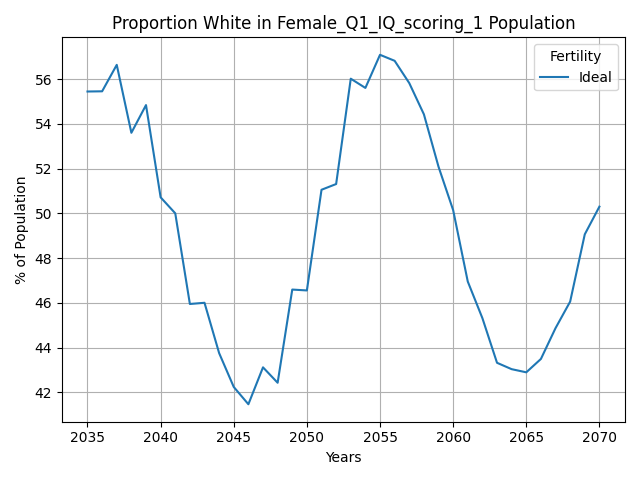 Proportion White in Female_Q1_IQ_scoring_1 Population
Fertility
Ideal
% of Population
56
54
52
50
48
46
44
42
2035 2040 2045 2050 2055 2060 2065 2070
Years